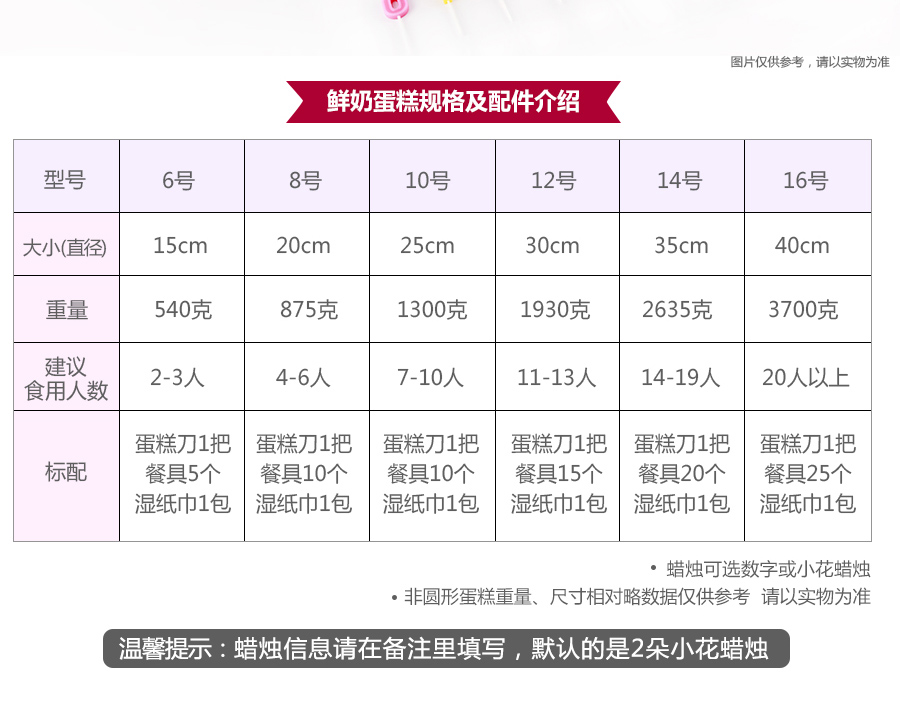 图片仅供参考，请以实物为准
鲜奶蛋糕规格及配件介绍
型号 6号 8号 10号 12号 14号 16号
大小(直径) 15cm 20cm 25cm 30cm 35cm 40cm
重量 540克 875克 1300克 1930克 2635克 3700克
建议
食用人数 2-3人 4-6人 7-10人 11-13人 14-19人 20人以上
蛋糕刀1把 蛋糕刀1把 蛋糕刀1把 蛋糕刀1把 蛋糕刀1把 蛋糕刀1把
标配 餐具5个 餐具10个 餐具10个 餐具15个 餐具20个 餐具25个
湿纸巾1包 湿纸巾1包 湿纸巾1包 湿纸巾1包 湿纸巾1包 湿纸巾1包
• 蜡烛可选数字或小花蜡烛
• 非圆形蛋糕重量、尺寸相对略数据仅供参考 请以实物为准
温馨提示：蜡烛信息请在备注里填写，默认的是2朵小花蜡烛